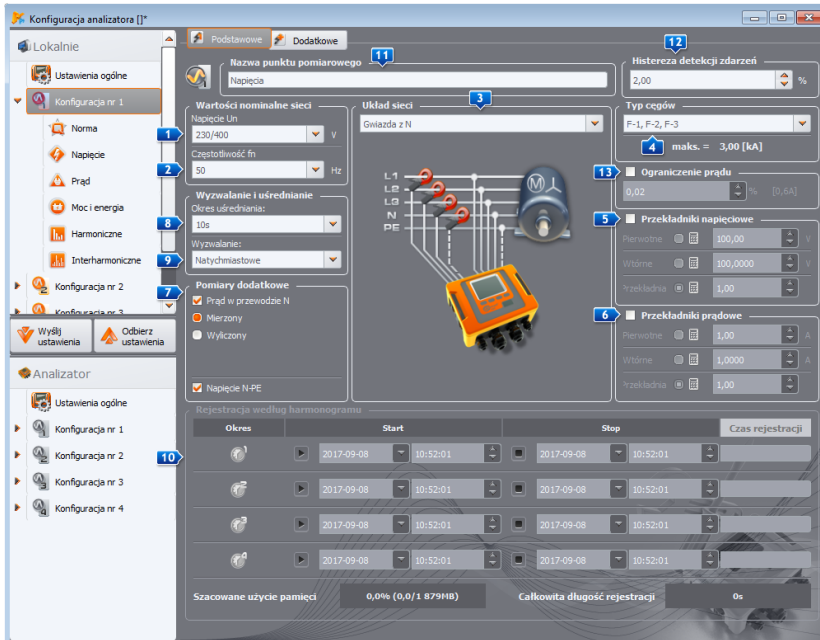 Konfiguracja analizatora []*
Lokalnie
Ustawienia ogólne
Konfiguracja nr 1
Norma
Napięcie
Prąd
Moc i energia
Harmoniczne
Interharmoniczne
Konfiguracja nr 2
Konfiguracja nr 3
Wyślij ustawienia
Odbierz ustawienia
Analizator
Ustawienia ogólne
Konfiguracja nr 1
Konfiguracja nr 2
Konfiguracja nr 3
Konfiguracja nr 4
Podstawowe
Dodatkowe
Nazwa punktu pomiarowego
11
Napięcia
12
Histereza detekcji zdarzeń
2,00 %
Wartości nominalne sieci
Napięcie Un
1
230/400 V
Częstotliwość fn
2
50 Hz
Wyzwalanie i uśrednianie
Okres uśredniania:
8
10s
Wyzwalanie:
9
Natychmiastowe
7
Pomiary dodatkowe
Prąd w przewodzie N
Mierzony
Wyliczony
Napięcie N-PE
Układ sieci
3
Gwiazda z N
L1
L2
L3
N
PE
M
Typ cęgów
F-1, F-2, F-3
4
maks. = 3,00 [kA]
13
Ograniczenie prądu
0,02 % [0,6A]
5
Przekładniki napięciowe
Pierwotne 100,00 V
Wtórne 100,0000 V
Przekładnia 1,00
6
Przekładniki prądowe
Pierwotne 1,00 A
Wtórne 1,0000 A
Przekładnia 1,00
Rejestracja według harmonogramu
Okres Start Stop Czas rejestracji
10
1 2017-09-08 10:52:01 2017-09-08 10:52:01
2 2017-09-08 10:52:01 2017-09-08 10:52:01
3 2017-09-08 10:52:01 2017-09-08 10:52:01
4 2017-09-08 10:52:01 2017-09-08 10:52:01
Szacowane użycie pamięci 0,0% (0,0/1 879MB) Całkowita długość rejestracji 0s